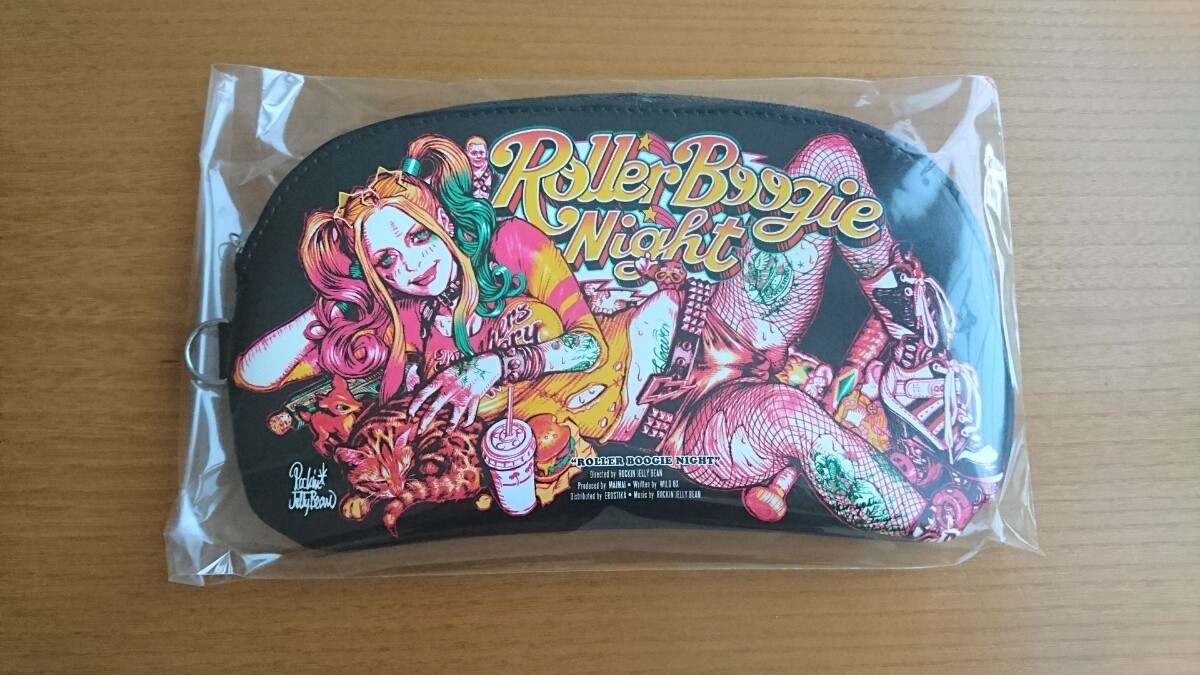 Roller Boogie
Night
Rockin'
Jelly Bean
"ROLLER BOOGIE NIGHT"
Directed by ROCKIN JELLY BEAN
Produced by MAIMAI • Written by WILD OX
Distributed by EROSTIKA • Music by ROCKIN JELLY BEAN